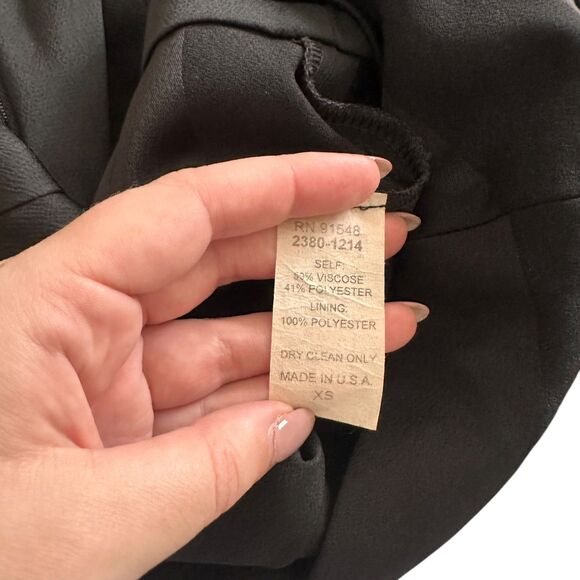 RN 91548
2380-1214
SELF:
59% VISCOSE
41% POLYESTER
LINING:
100% POLYESTER
DRY CLEAN ONLY
MADE IN U.S.A.
XS